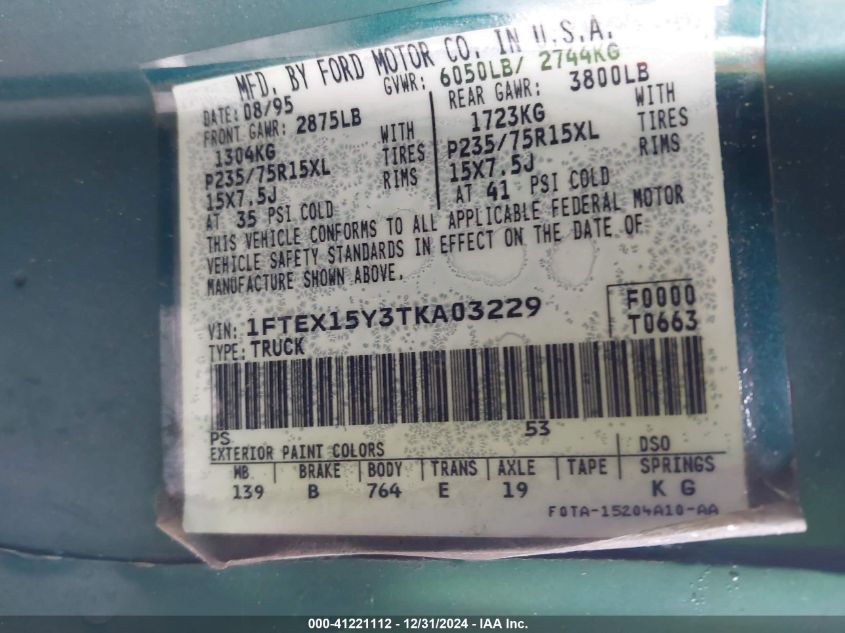 MFD. BY FORD MOTOR CO. IN U.S.A.
DATE: 08/95 GVWR: 6050LB/ 2744KG
FRONT GAWR: 2875LB REAR GAWR: 3800LB
1304KG WITH 1723KG WITH
P235/75R15XL TIRES P235/75R15XL TIRES
15X7.5J RIMS 15X7.5J RIMS
AT 35 PSI COLD AT 41 PSI COLD
THIS VEHICLE CONFORMS TO ALL APPLICABLE FEDERAL MOTOR
VEHICLE SAFETY STANDARDS IN EFFECT ON THE DATE OF
MANUFACTURE SHOWN ABOVE.
VIN: 1FTEX15Y3TKA03229 F0000
TYPE: TRUCK T0663
PS 53
EXTERIOR PAINT COLORS DSO
WB BRAKE BODY TRANS AXLE TAPE SPRINGS
139 B 764 E 19 K G
F0TA-15204A10-AA
000-41221112 - 12/31/2024 - IAA Inc.